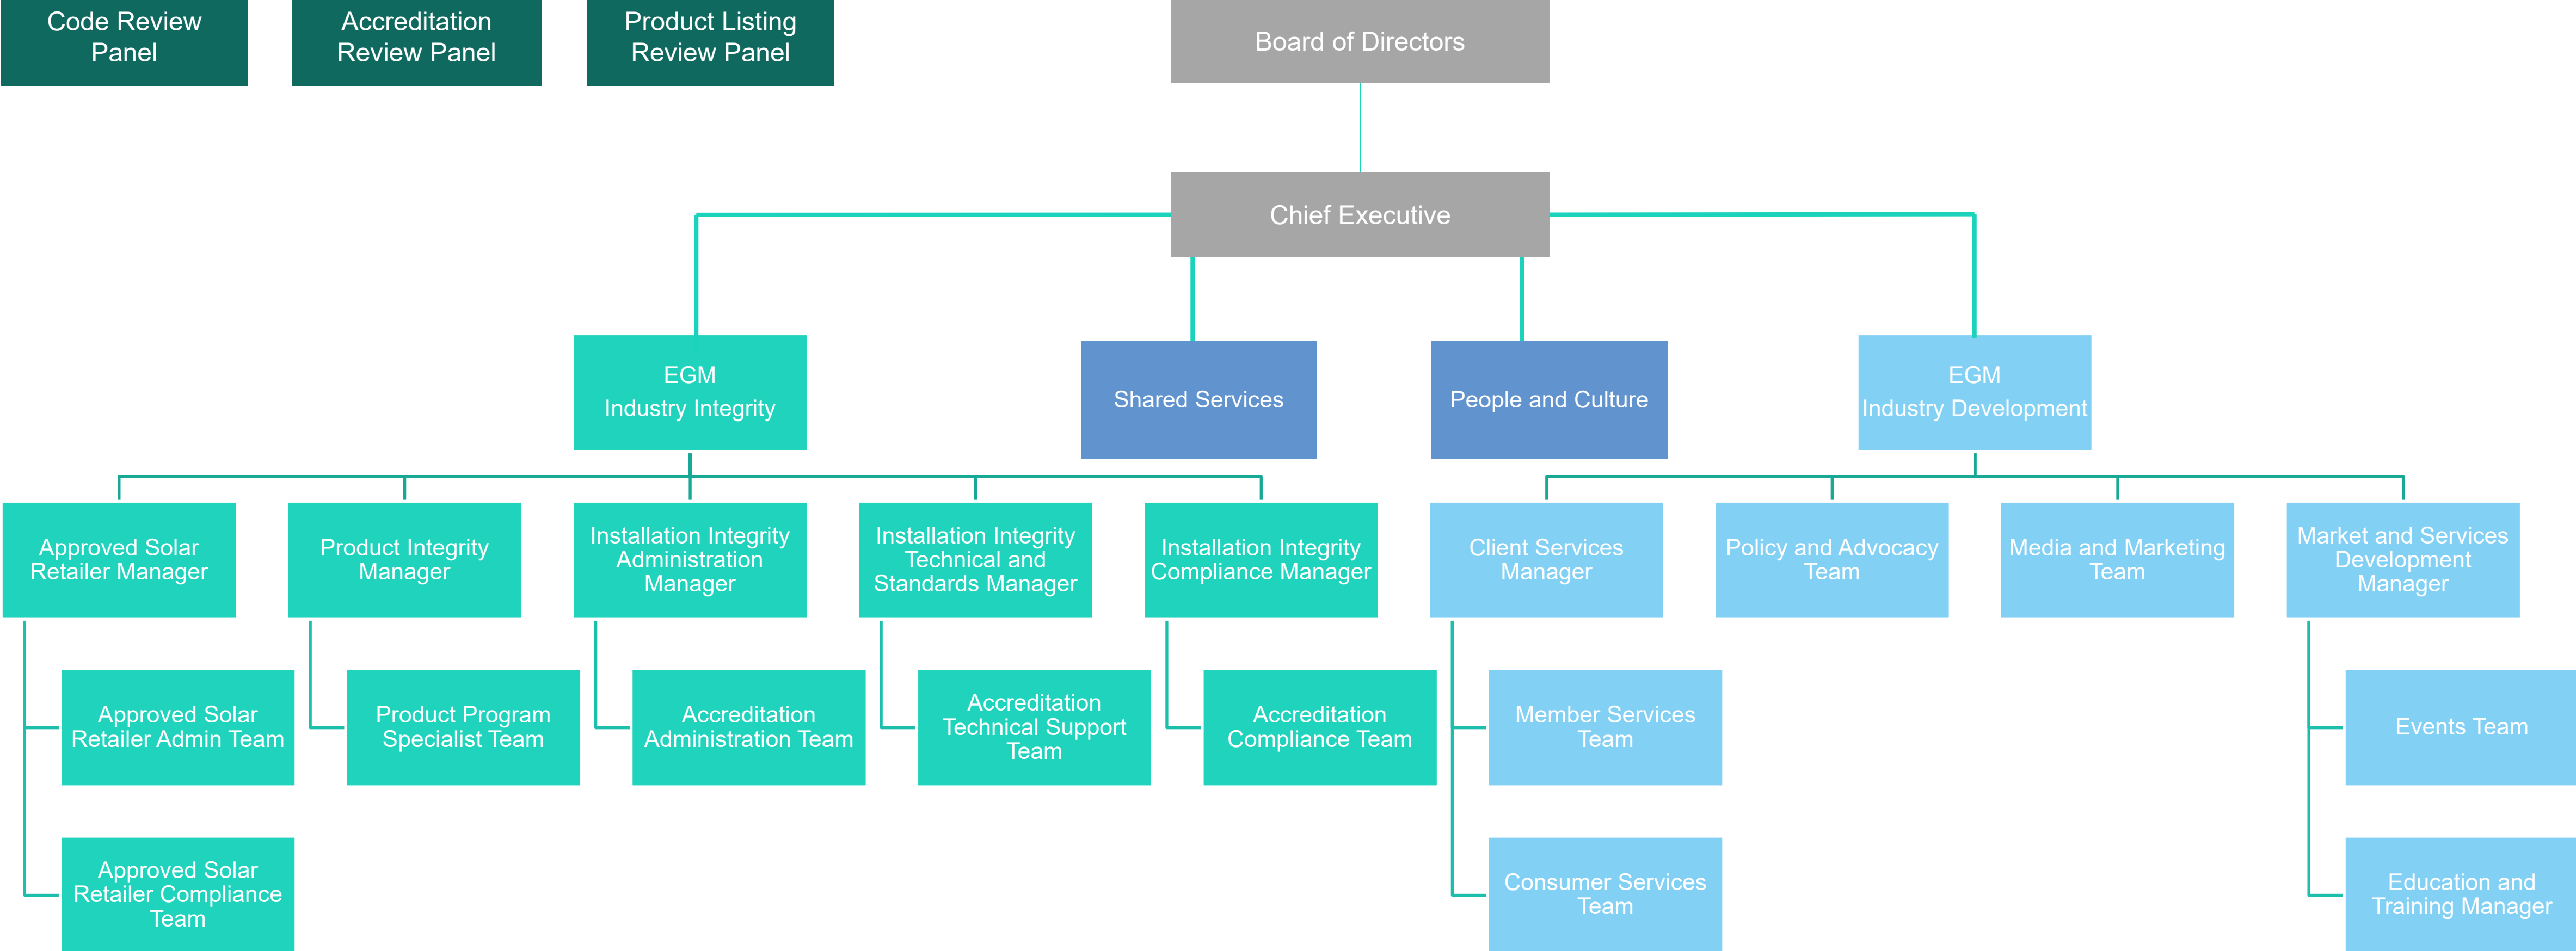 Code Review
Panel
Accreditation
Review Panel
Product Listing
Review Panel
Board of Directors
Chief Executive
EGM
Industry Integrity
Shared Services
People and Culture
EGM
Industry Development
Approved Solar
Retailer Manager
Product Integrity
Manager
Installation Integrity
Administration
Manager
Installation Integrity
Technical and
Standards Manager
Installation Integrity
Compliance Manager
Client Services
Manager
Policy and Advocacy
Team
Media and Marketing
Team
Market and Services
Development
Manager
Approved Solar
Retailer Admin Team
Product Program
Specialist Team
Accreditation
Administration Team
Accreditation
Technical Support
Team
Accreditation
Compliance Team
Member Services
Team
Events Team
Approved Solar
Retailer Compliance
Team
Consumer Services
Team
Education and
Training Manager